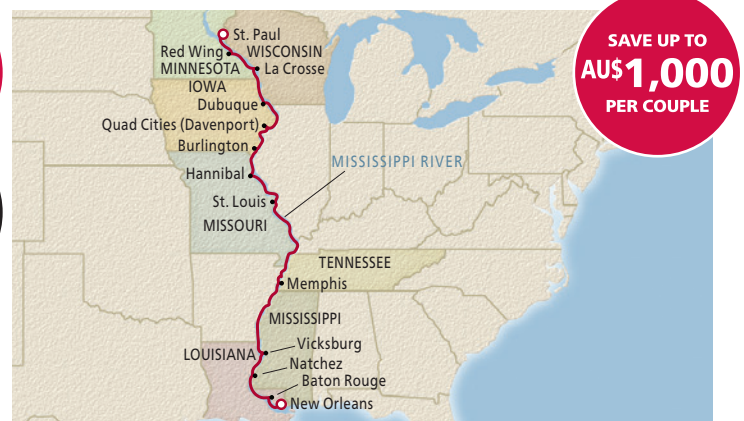 St. Paul
Red Wing
WISCONSIN
MINNESOTA
La Crosse
IOWA
Dubuque
Quad Cities (Davenport)
Burlington
MISSISSIPPI RIVER
Hannibal
St. Louis
MISSOURI
TENNESSEE
Memphis
MISSISSIPPI
Vicksburg
LOUISIANA
Natchez
Baton Rouge
New Orleans
SAVE UP TO
AU$1,000
PER COUPLE